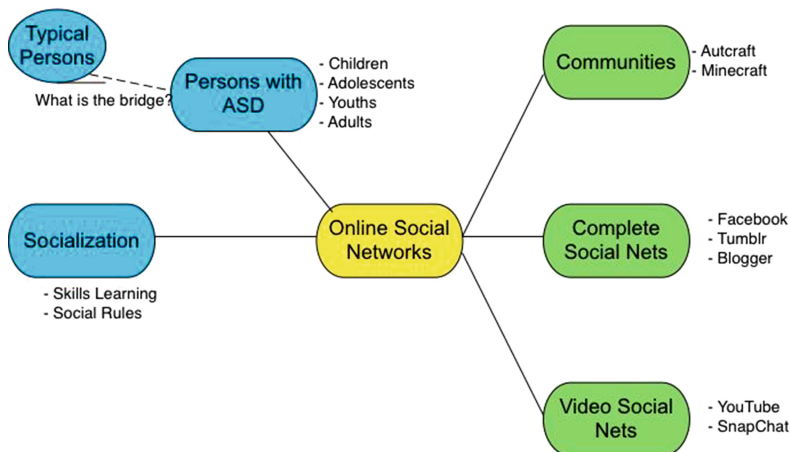 Typical
Persons
What is the bridge?
Persons with
ASD
- Children
- Adolescents
- Youths
- Adults
Socialization
- Skills Learning
- Social Rules
Online Social
Networks
Communities
- Autcraft
- Minecraft
Complete
Social Nets
- Facebook
- Tumblr
- Blogger
Video Social
Nets
- YouTube
- SnapChat